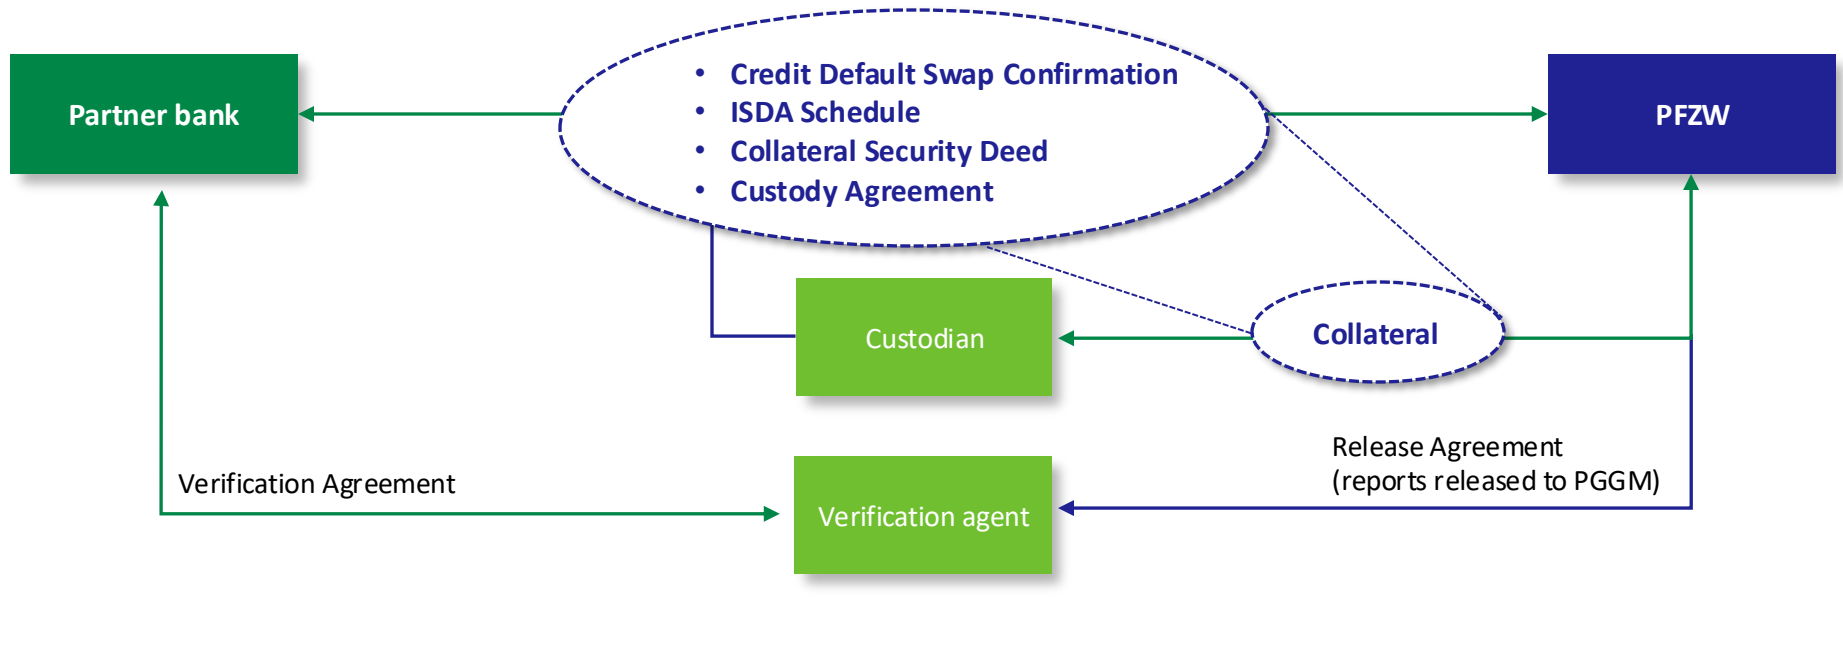 Partner bank
• Credit Default Swap Confirmation
• ISDA Schedule
• Collateral Security Deed
• Custody Agreement
PFZW
Custodian
Collateral
Verification Agreement
Verification agent
Release Agreement
(reports released to PGGM)